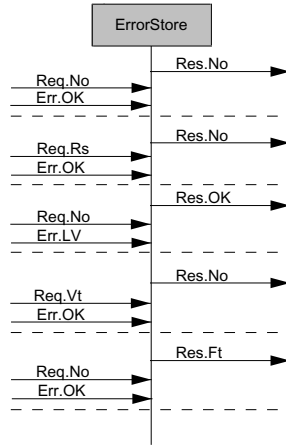 ErrorStore
Res.No
Req.No
Err.OK
Res.No
Req.Rs
Err.OK
Res.OK
Req.No
Err.LV
Res.No
Req.Vt
Err.OK
Res.Ft
Req.No
Err.OK